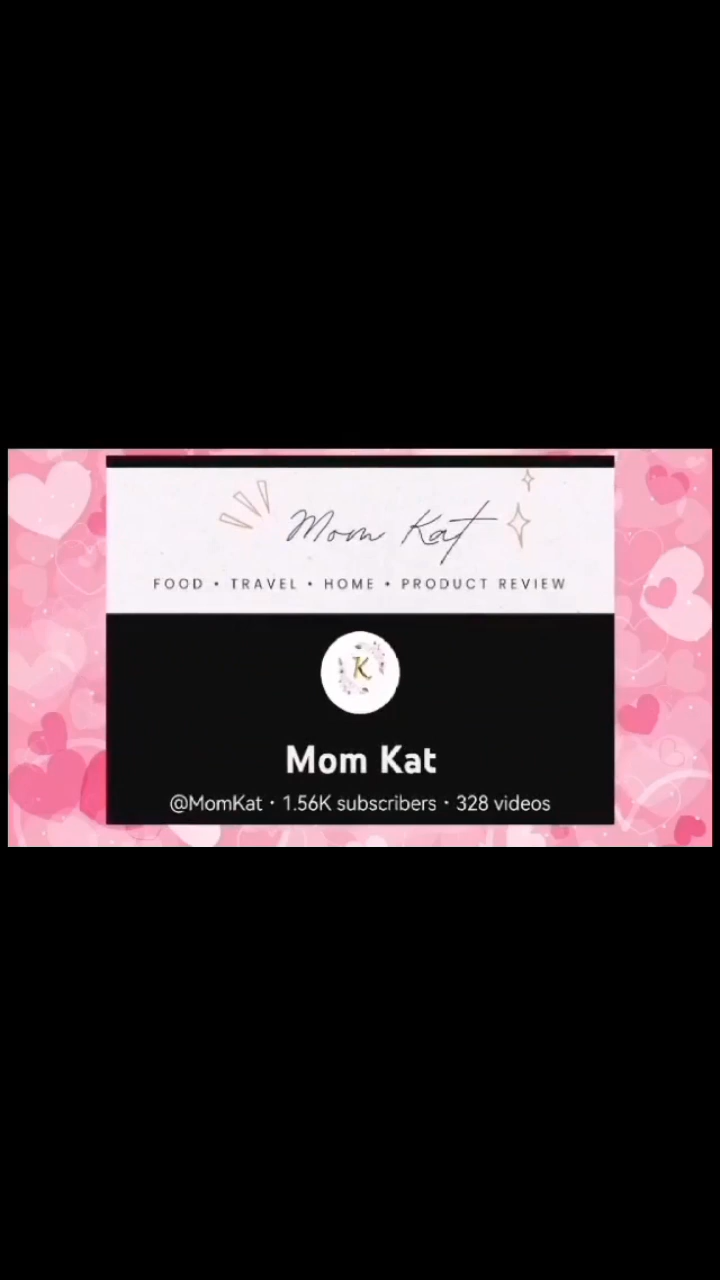 Mom Kat
FOOD • TRAVEL • HOME • PRODUCT REVIEW
K
Mom Kat
@MomKat · 1.56K subscribers · 328 videos